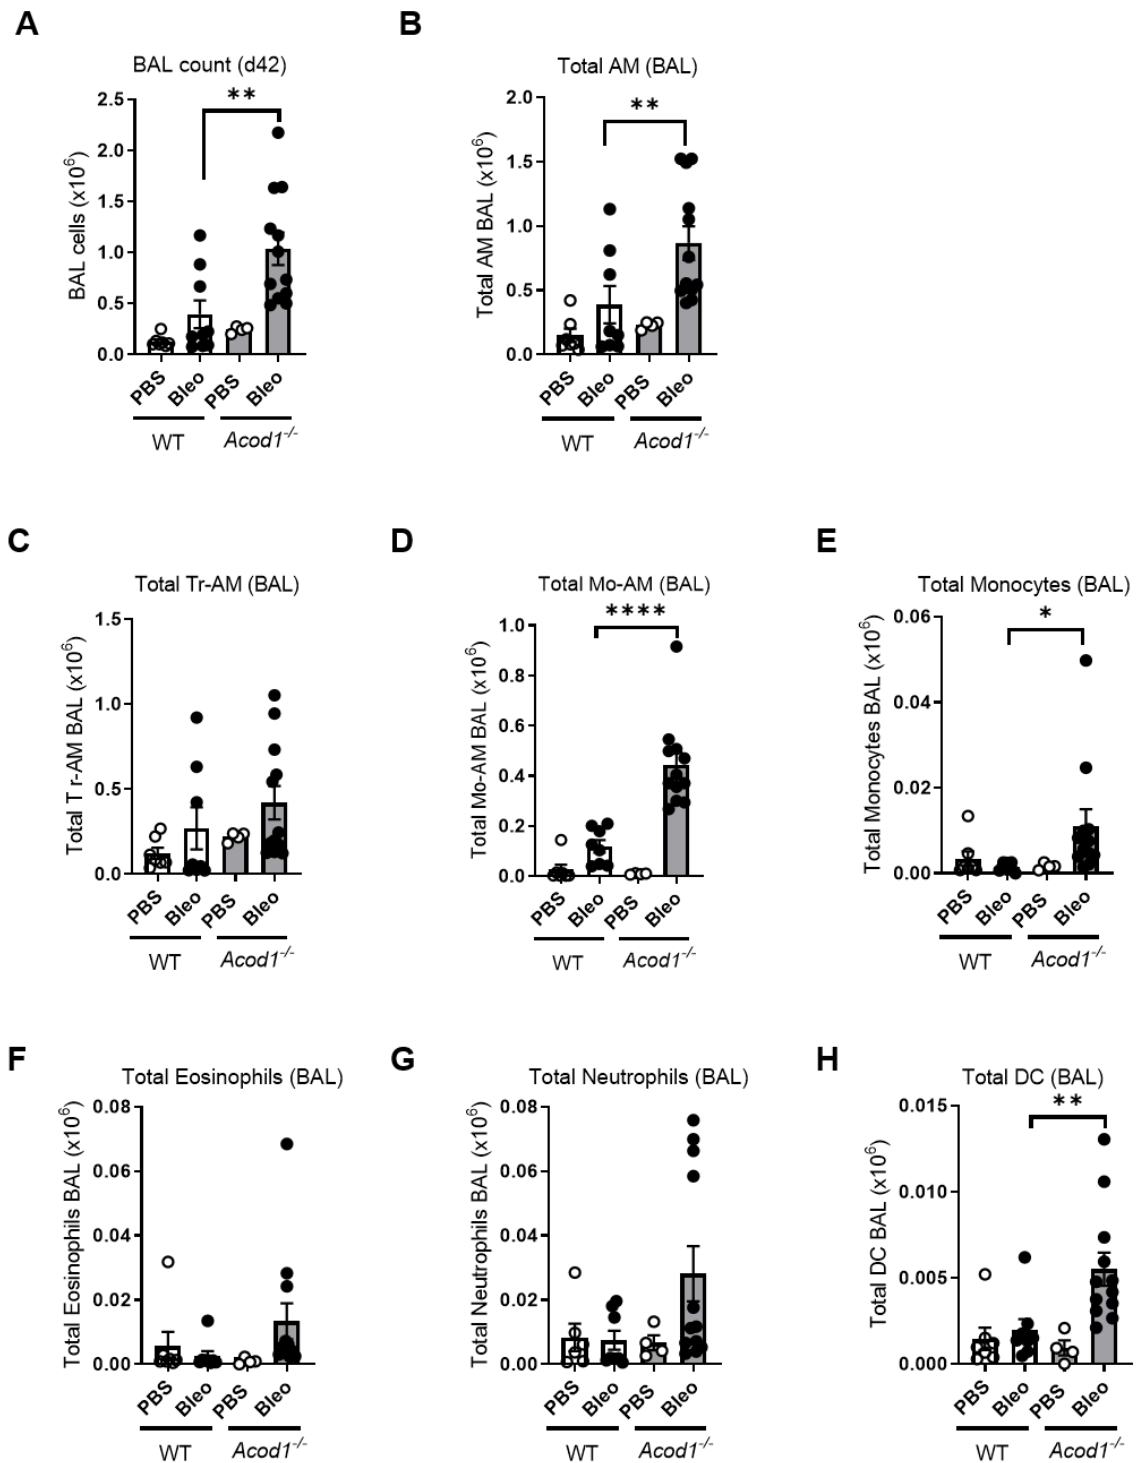 A
BAL count (d42)
**
BAL cells (x10⁶)
2.5
2.0
1.5
1.0
0.5
0.0
PBS
Bleo
PBS
Bleo
WT
Acod1⁻/⁻
B
Total AM (BAL)
**
Total AM BAL (x10⁶)
2.0
1.5
1.0
0.5
0.0
PBS
Bleo
PBS
Bleo
WT
Acod1⁻/⁻
C
Total Tr-AM (BAL)
Total T r-AM BAL (x10⁶)
1.5
1.0
0.5
0.0
PBS
Bleo
PBS
Bleo
WT
Acod1⁻/⁻
D
Total Mo-AM (BAL)
****
Total Mo-AM BAL (x10⁶)
1.0
0.8
0.6
0.4
0.2
0.0
PBS
Bleo
PBS
Bleo
WT
Acod1⁻/⁻
E
Total Monocytes (BAL)
*
Total Monocytes BAL (x10⁶)
0.06
0.04
0.02
0.00
PBS
Bleo
PBS
Bleo
WT
Acod1⁻/⁻
F
Total Eosinophils (BAL)
Total Eosinophils BAL (x10⁶)
0.08
0.06
0.04
0.02
0.00
PBS
Bleo
PBS
Bleo
WT
Acod1⁻/⁻
G
Total Neutrophils (BAL)
Total Neutrophils BAL (x10⁶)
0.08
0.06
0.04
0.02
0.00
PBS
Bleo
PBS
Bleo
WT
Acod1⁻/⁻
H
Total DC (BAL)
**
Total DC BAL (x10⁶)
0.015
0.010
0.005
0.000
PBS
Bleo
PBS
Bleo
WT
Acod1⁻/⁻